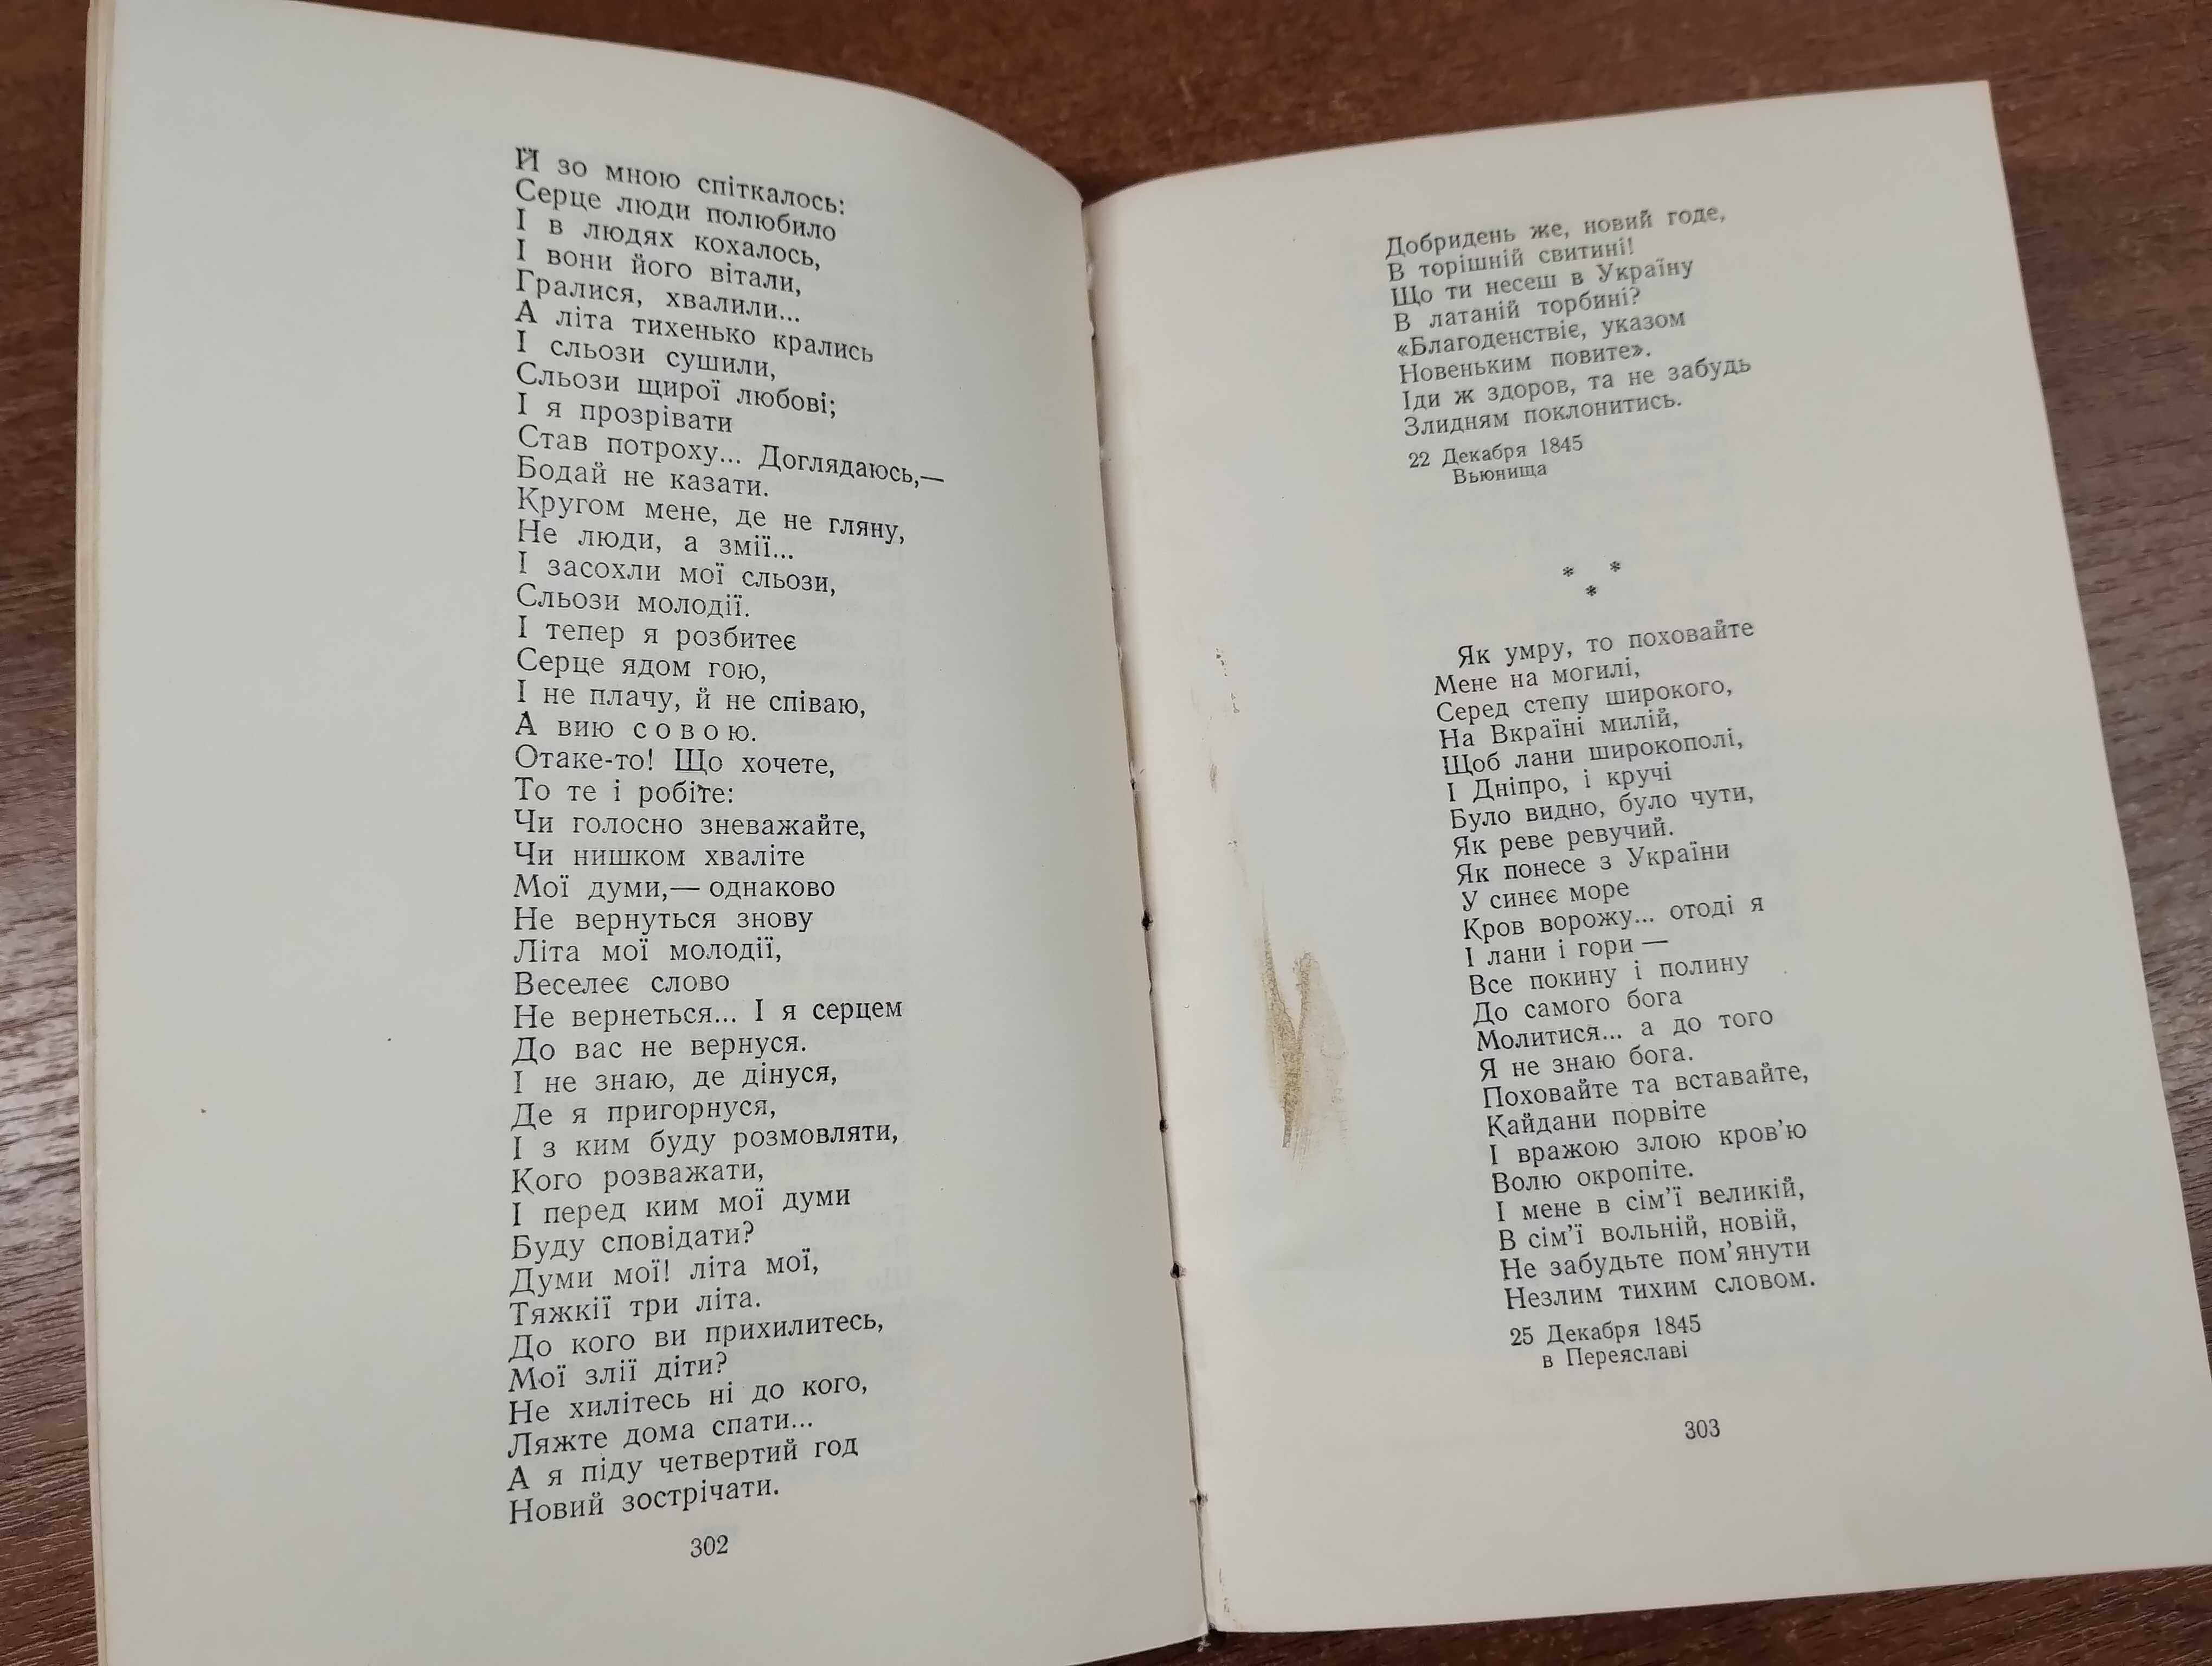 Й зо мною спіткалось:
Серце люди полюбило
І в людях кохалось,
І вони його вітали,
Гралися, хвалили...
А літа тихенько крались
І сльози сушили,
Сльози щирої любові;
І я прозрівати
Став потроху... Доглядаюсь,—
Бодай не казати.
Кругом мене, де не гляну,
Не люди, а змії...
І засохли мої сльози,
Сльози молодії.
І тепер я розбитеє
Серце ядом гою,
І не плачу, й не співаю,
А вию совою.
Отаке-то! Що хочете,
То те і робіте:
Чи голосно зневажайте,
Чи нишком хваліте
Мої думи,— однаково
Не вернуться знову
Літа мої молодії,
Веселеє слово
Не вернеться... І я серцем
До вас не вернуся.
І не знаю, де дінуся,
Де я пригорнуся,
І з ким буду розмовляти,
Кого розважати,
І перед ким мої думи
Буду сповідати?
Думи мої! літа мої,
Тяжкії три літа.
До кого ви прихилитесь,
Мої злії діти?
Не хилітесь ні до кого,
Ляжте дома спати...
А я піду четвертий год
Новий зострічати.
302
Добридень же, новий годе,
В торішній свитині!
Що ти несеш в Україну
В латаній торбині?
«Благоденствіє, указом
Новеньким повите».
Іди ж здоров, та не забудь
Злидням поклонитись.
22 Декабря 1845
Вьюнища
* *
*
Як умру, то поховайте
Мене на могилі,
Серед степу широкого,
На Вкраїні милій,
Щоб лани широкополі,
І Дніпро, і кручі
Було видно, було чути,
Як реве ревучий.
Як понесе з України
У синєє море
Кров ворожу... отоді я
І лани і гори —
Все покину і полину
До самого бога
Молитися... а до того
Я не знаю бога.
Поховайте та вставайте,
Кайдани порвіте
І вражою злою кров'ю
Волю окропіте.
І мене в сім'ї великій,
В сім'ї вольній, новій,
Не забудьте пом'янути
Незлим тихим словом.
25 Декабря 1845
в Переяславі
303